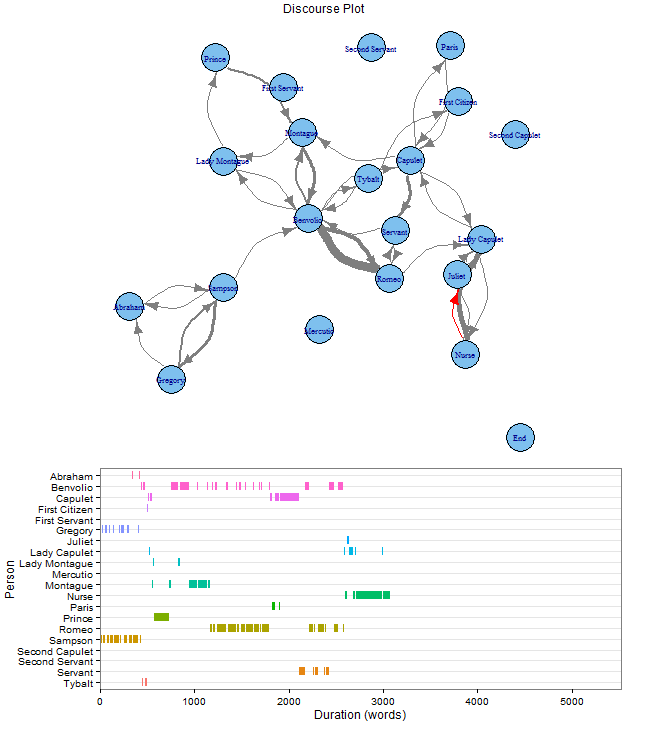 Discourse Plot
Prince
Second Servant
Paris
First Servant
First Citizen
Montague
Second Capulet
Lady Montague
Capulet
Tybalt
Benvolio
Servant
Lady Capulet
Romeo
Juliet
Sampson
Abraham
Mercutio
Nurse
Gregory
End
Person
Abraham
Benvolio
Capulet
First Citizen
First Servant
Gregory
Juliet
Lady Capulet
Lady Montague
Mercutio
Montague
Nurse
Paris
Prince
Romeo
Sampson
Second Capulet
Second Servant
Servant
Tybalt
0 1000 2000 3000 4000 5000
Duration (words)